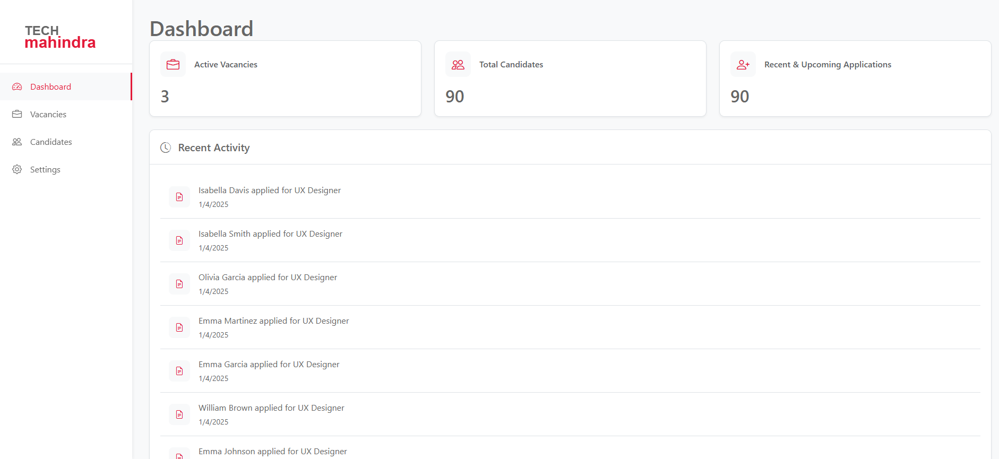 TECH
mahindra
Dashboard
Vacancies
Candidates
Settings
Dashboard
Active Vacancies
3
Total Candidates
90
Recent & Upcoming Applications
90
Recent Activity
Isabella Davis applied for UX Designer
1/4/2025
Isabella Smith applied for UX Designer
1/4/2025
Olivia Garcia applied for UX Designer
1/4/2025
Emma Martinez applied for UX Designer
1/4/2025
Emma Garcia applied for UX Designer
1/4/2025
William Brown applied for UX Designer
1/4/2025
Emma Johnson applied for UX Designer